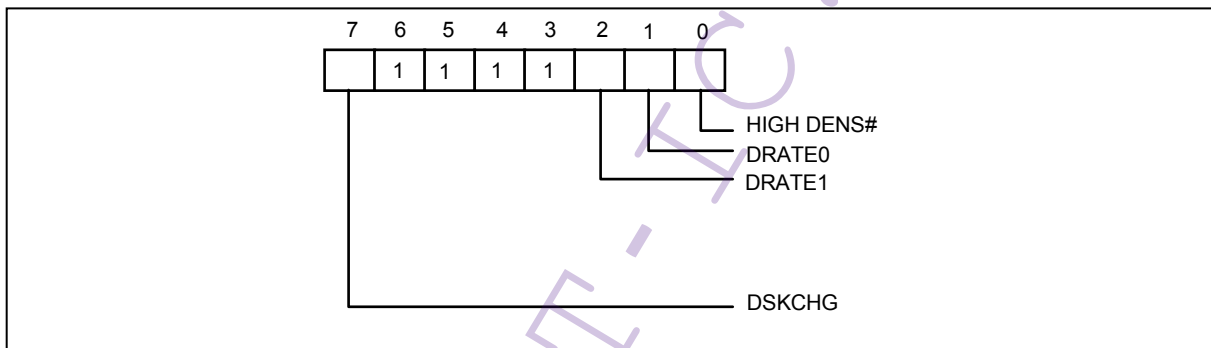 7 6 5 4 3 2 1 0
1 1 1 1
HIGH DENS#
DRATE0
DRATE1
DSKCHG